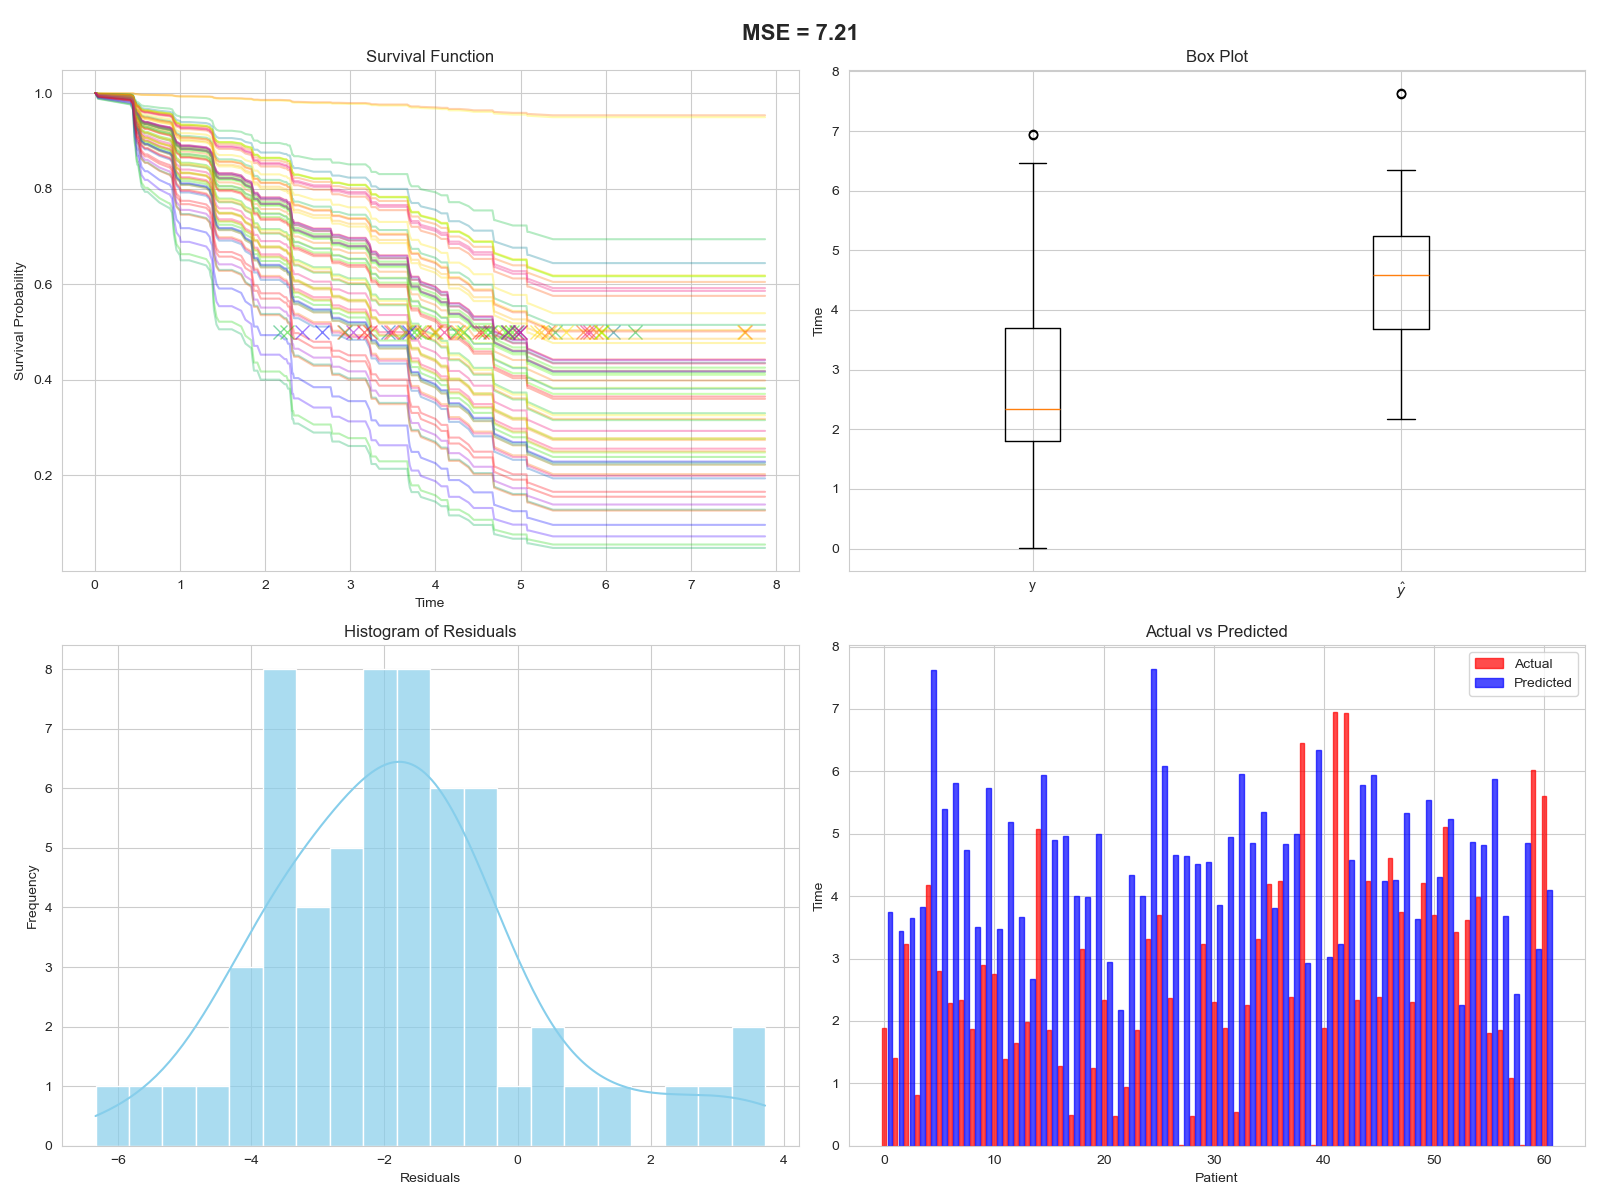 MSE = 7.21
Survival Function
1.0
0.8
0.6
0.4
0.2
Survival Probability
0 1 2 3 4 5 6 7 8
Time
Box Plot
8
7
6
5
4
3
2
1
0
Time
y ŷ
Histogram of Residuals
8
7
6
5
4
3
2
1
0
Frequency
−6 −4 −2 0 2 4
Residuals
Actual vs Predicted
Actual
Predicted
8
7
6
5
4
3
2
1
0
Time
0 10 20 30 40 50 60
Patient